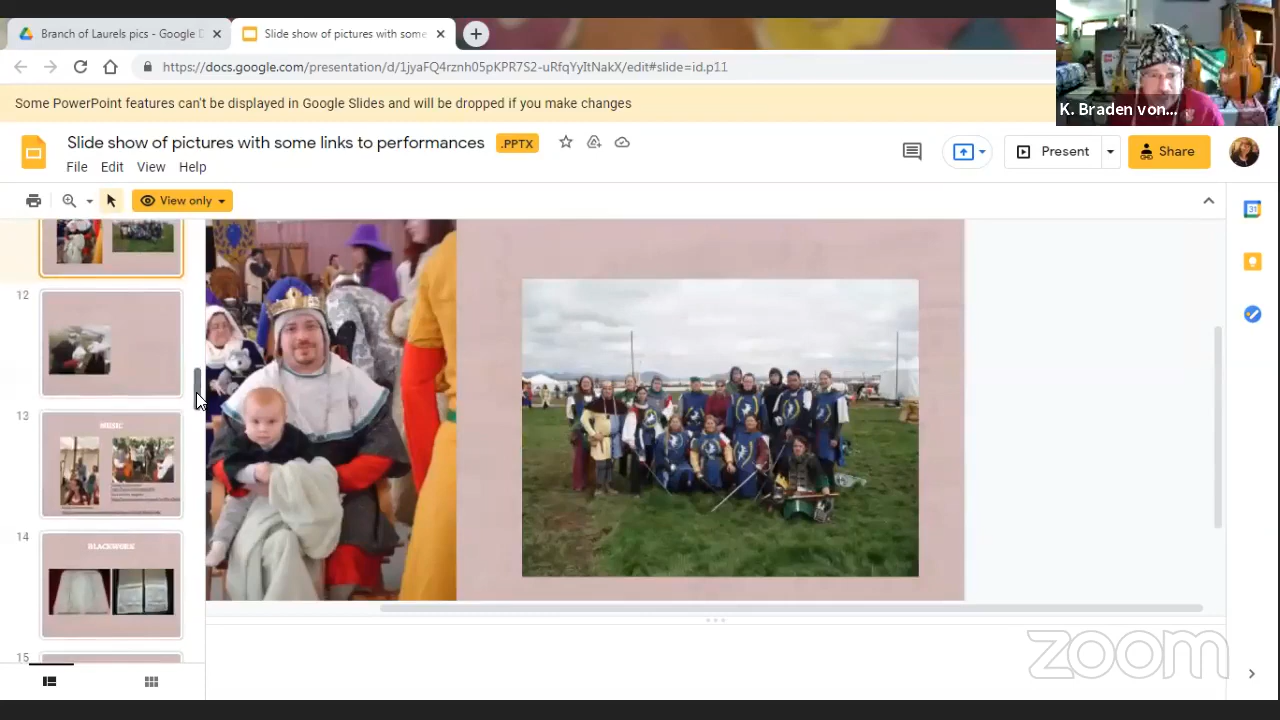 Branch of Laurels pics - Google D
Slide show of pictures with some
https://docs.google.com/presentation/d/1jyaFQ4rznh05pKPR7S2-uRfqYyItNakX/edit#slide=id.p11
K. Braden von...
Some PowerPoint features can't be displayed in Google Slides and will be dropped if you make changes
Slide show of pictures with some links to performances .PPTX
File Edit View Help
Present
Share
View only
31
12
13
MUSIC
14
BLACKWORK
15
zoom